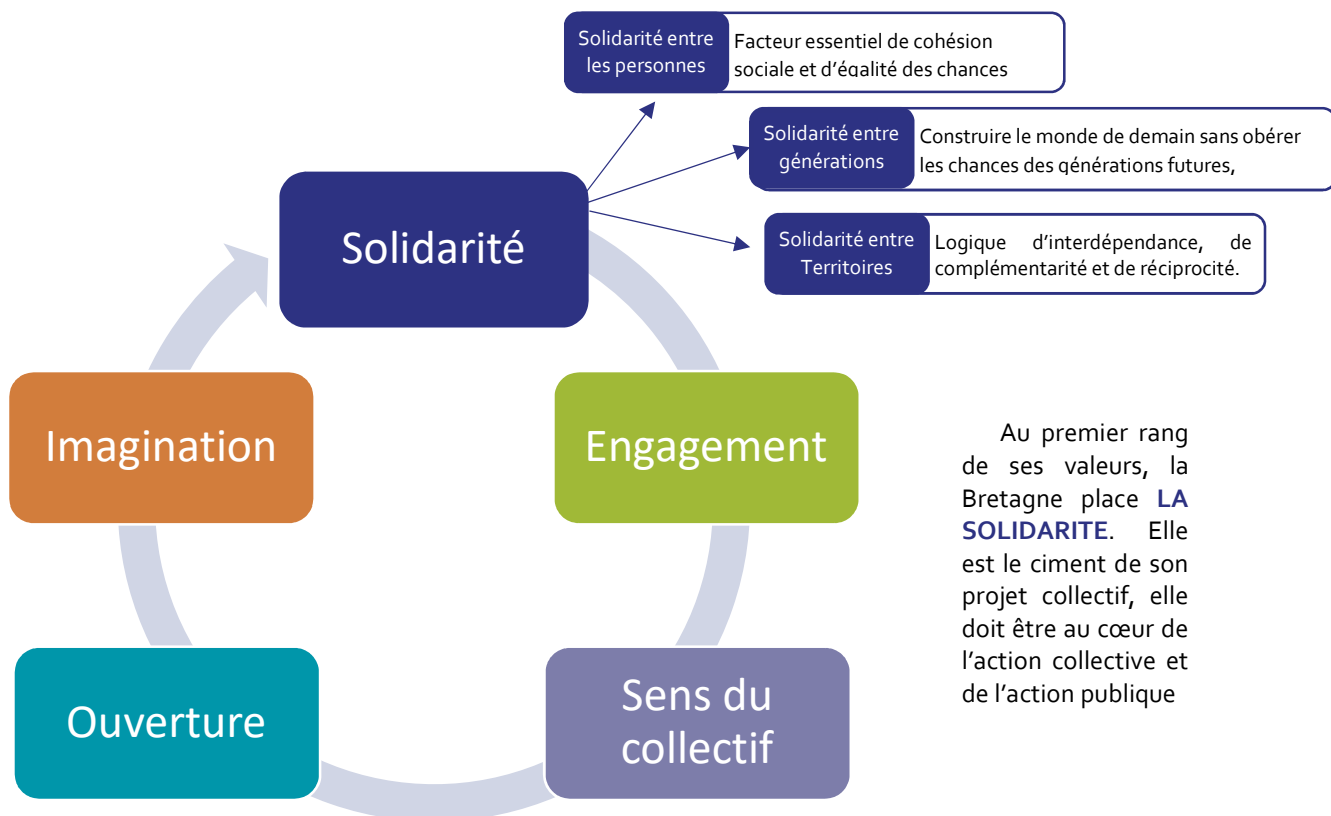 Solidarité entre
les personnes
Facteur essentiel de cohésion
sociale et d'égalité des chances
Solidarité entre
générations
Construire le monde de demain sans obérer
les chances des générations futures,
Solidarité entre
Territoires
Logique d'interdépendance, de
complémentarité et de réciprocité.
Solidarité
Imagination
Engagement
Ouverture
Sens du
collectif
Au premier rang
de ses valeurs, la
Bretagne place LA
SOLIDARITE. Elle
est le ciment de son
projet collectif, elle
doit être au cœur de
l'action collective et
de l'action publique